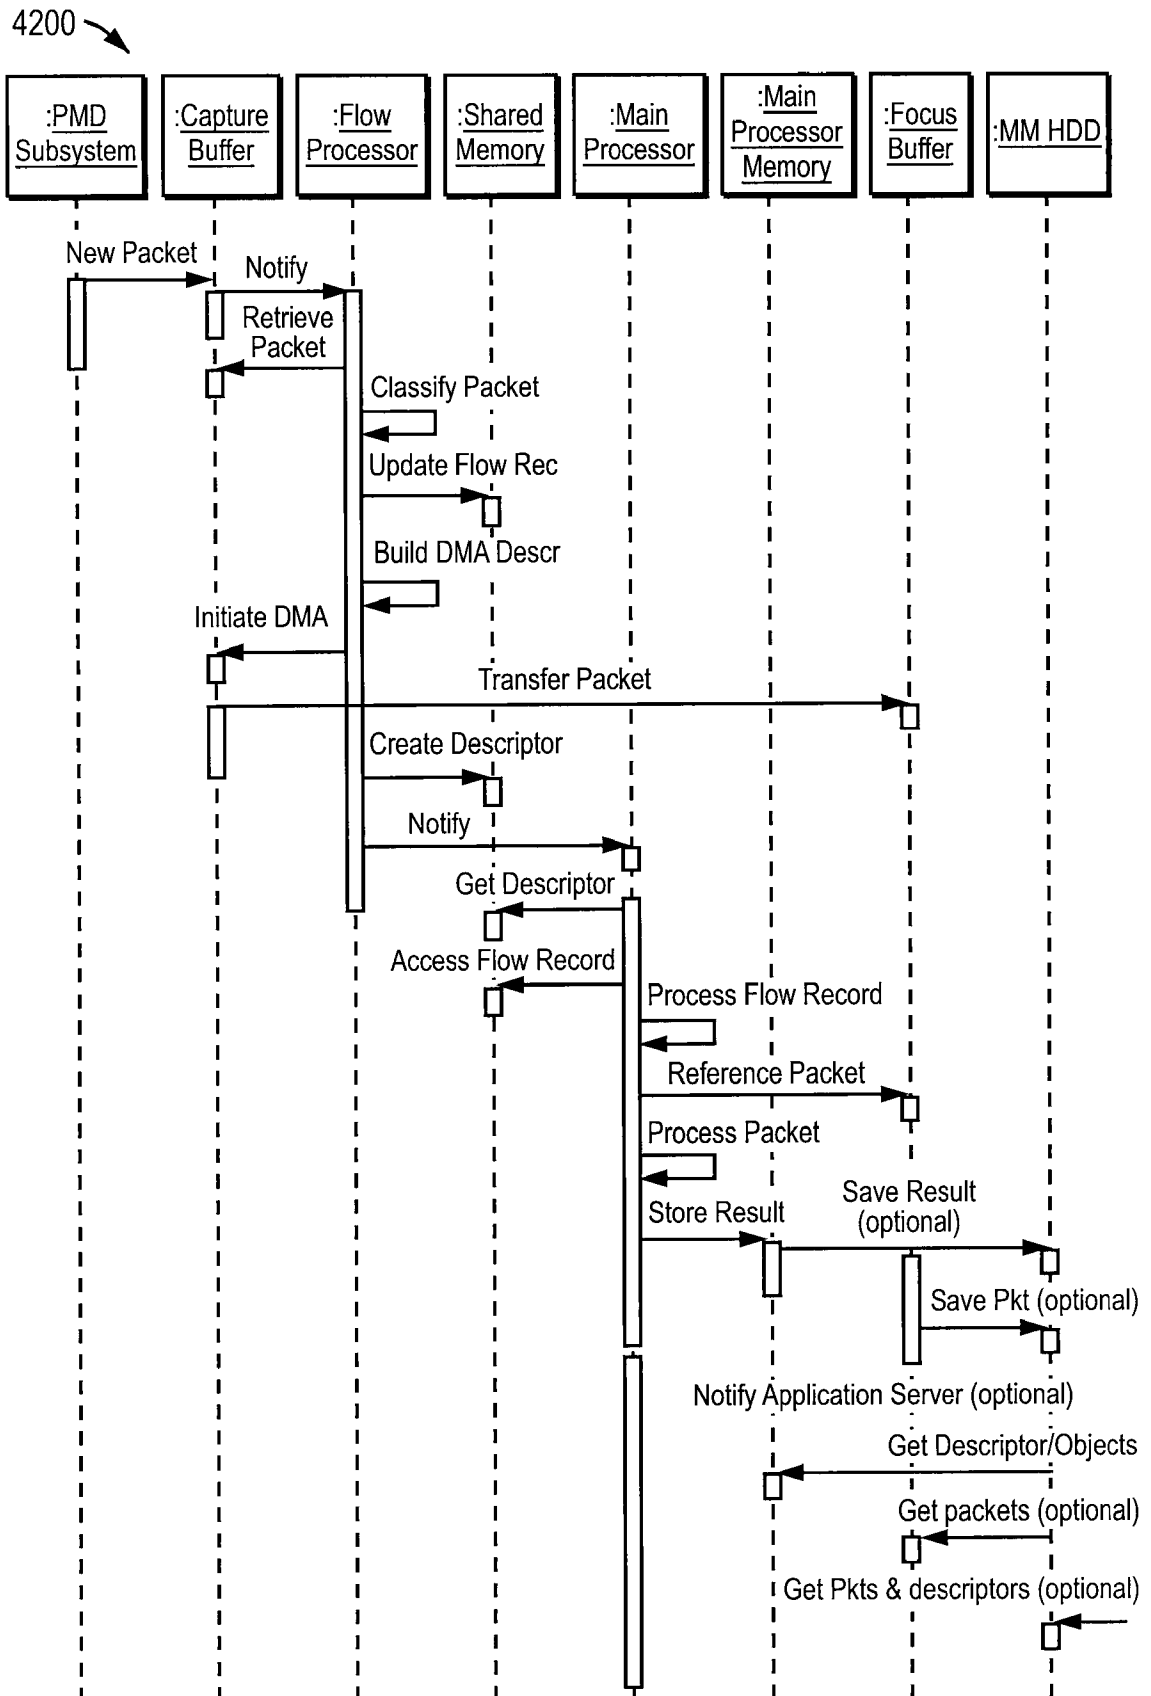 4200
:PMD
Subsystem
:Capture
Buffer
:Flow
Processor
:Shared
Memory
:Main
Processor
:Main
Processor
Memory
:Focus
Buffer
:MM HDD
New Packet
Notify
Retrieve
Packet
Classify Packet
Update Flow Rec
Build DMA Descr
Initiate DMA
Transfer Packet
Create Descriptor
Notify
Get Descriptor
Access Flow Record
Process Flow Record
Reference Packet
Process Packet
Store Result
Save Result
(optional)
Save Pkt (optional)
Notify Application Server (optional)
Get Descriptor/Objects
Get packets (optional)
Get Pkts & descriptors (optional)